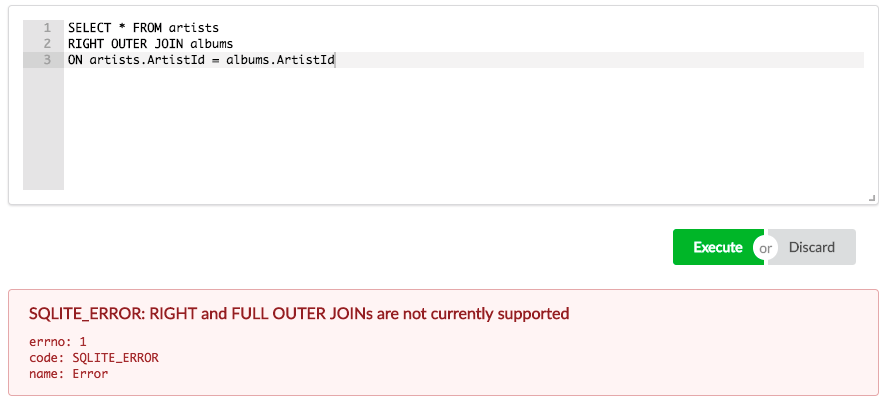 1 SELECT * FROM artists
2 RIGHT OUTER JOIN albums
3 ON artists.ArtistId = albums.ArtistId
Execute or Discard
SQLITE_ERROR: RIGHT and FULL OUTER JOINs are not currently supported
errno: 1
code: SQLITE_ERROR
name: Error